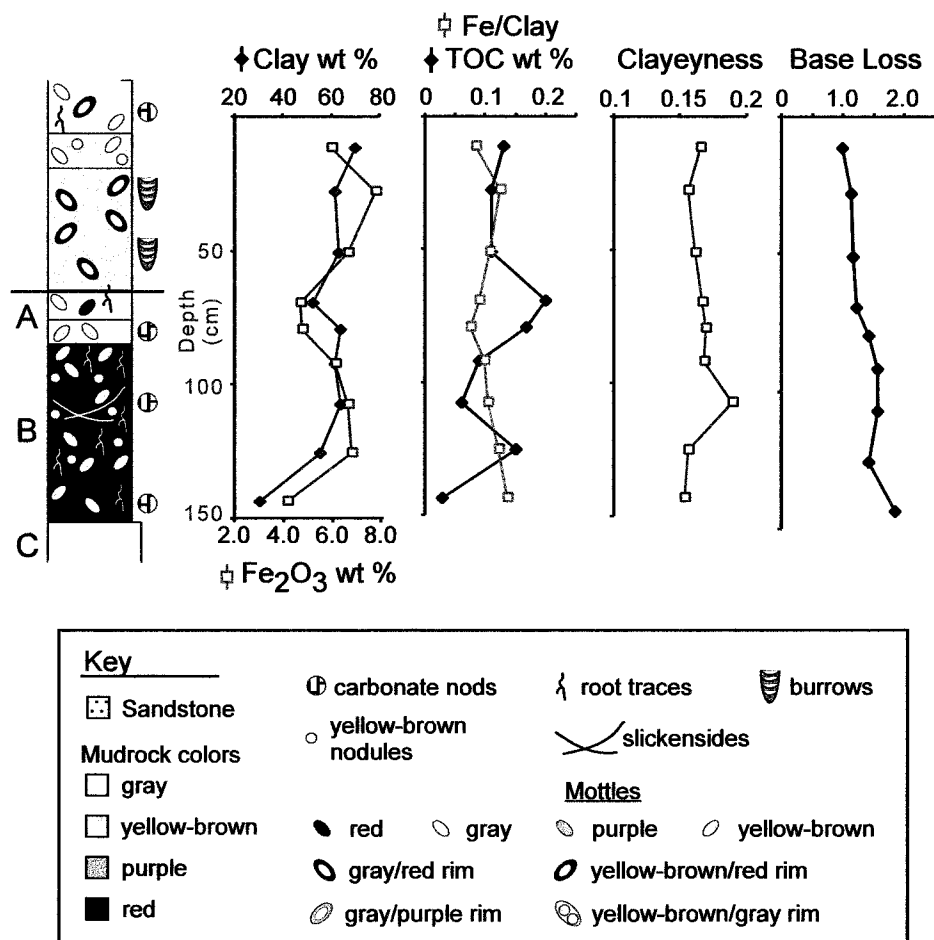 Fe/Clay
Clay wt %
TOC wt %
Clayeyness
Base Loss
20 40 60 80
0 0.1 0.2
0.1 0.15 0.2
0 1.0 2.0
50
A
Depth
(cm)
100
B
150
C
2.0 4.0 6.0 8.0
Fe2O3 wt %
Key
Sandstone
Mudrock colors
gray
yellow-brown
purple
red
carbonate nods
root traces
burrows
yellow-brown
nodules
slickensides
Mottles
red
gray
purple
yellow-brown
gray/red rim
yellow-brown/red rim
gray/purple rim
yellow-brown/gray rim